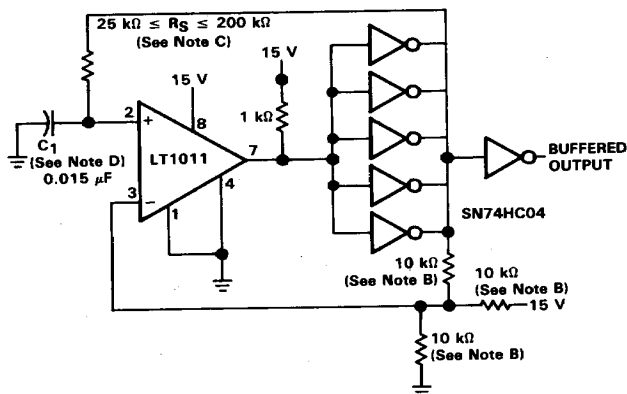 25 kΩ ≤ RS ≤ 200 kΩ
(See Note C)
15 V
15 V
1 kΩ
2
+
8
C1
(See Note D)
0.015 μF
LT1011
7
3
−
1
4
BUFFERED
OUTPUT
SN74HC04
10 kΩ
(See Note B)
10 kΩ
(See Note B)
15 V
10 kΩ
(See Note B)